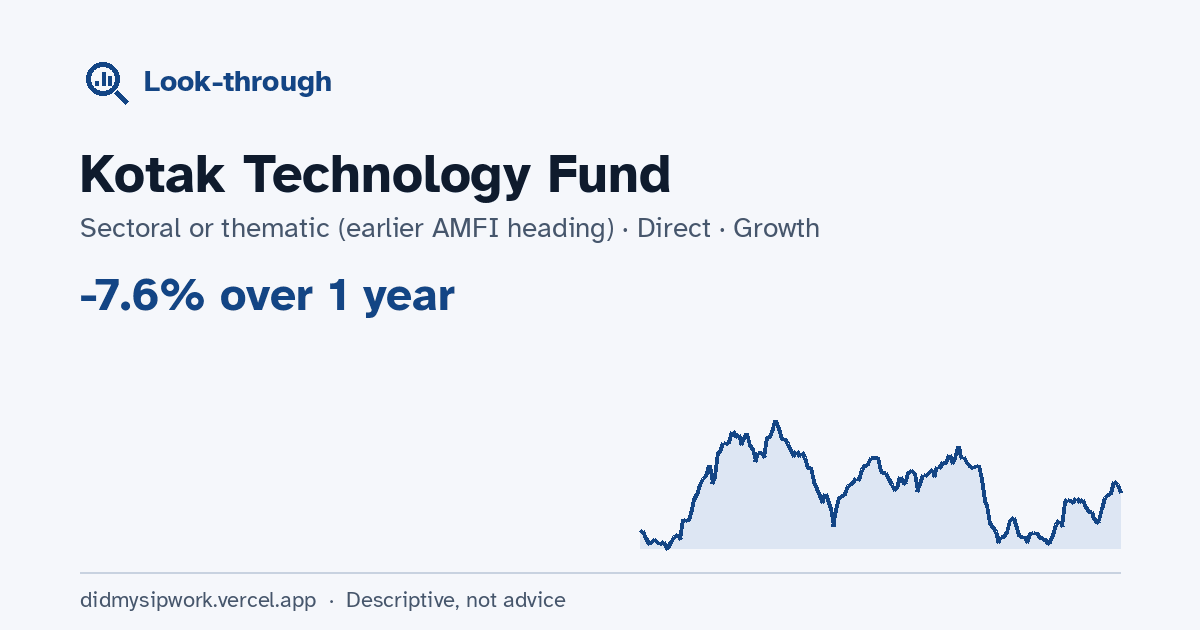 Look-through
Kotak Technology Fund
Sectoral or thematic (earlier AMFI heading) · Direct · Growth
-7.6% over 1 year
didmysipwork.vercel.app · Descriptive, not advice